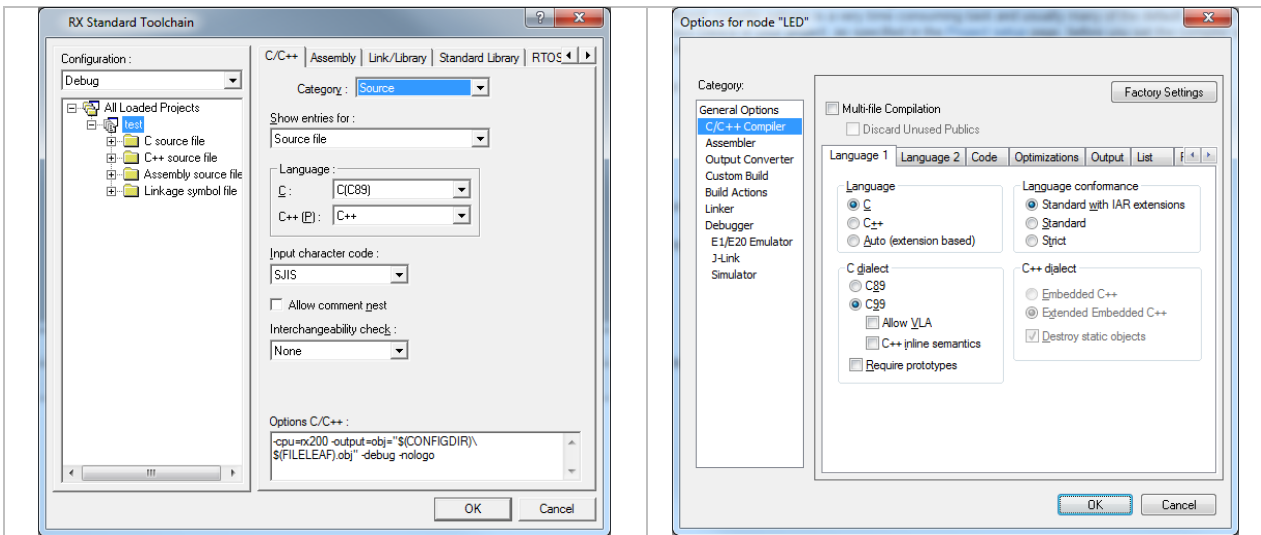 RX Standard Toolchain
Configuration :
Debug
All Loaded Projects
test
C source file
C++ source file
Assembly source file
Linkage symbol file
C/C++ Assembly Link/Library Standard Library RTOS
Category : Source
Show entries for :
Source file
Language :
C : C(C89)
C++ (P) : C++
Input character code :
SJIS
Allow comment nest
Interchangeability check :
None
Options C/C++ :
-cpu=rx200 -output=obj="$(CONFIGDIR)\
$(FILELEAF).obj" -debug -nologo
OK Cancel
Options for node "LED"
Category:
General Options
C/C++ Compiler
Assembler
Output Converter
Custom Build
Build Actions
Linker
Debugger
E1/E20 Emulator
J-Link
Simulator
Factory Settings
Multi-file Compilation
Discard Unused Publics
Language 1 Language 2 Code Optimizations Output List
Language
C
C++
Auto (extension based)
Language conformance
Standard with IAR extensions
Standard
Strict
C dialect
C89
C99
Allow VLA
C++ inline semantics
Require prototypes
C++ dialect
Embedded C++
Extended Embedded C++
Destroy static objects
OK Cancel